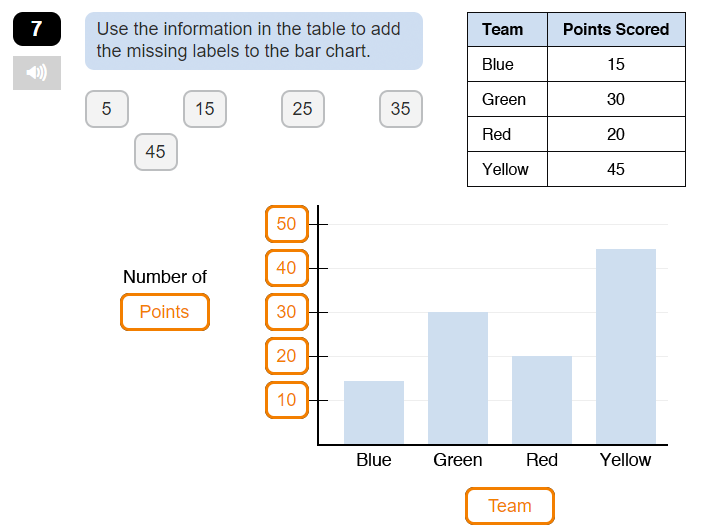 7
Use the information in the table to add
the missing labels to the bar chart.
5 15 25 35
45
Team Points Scored
Blue 15
Green 30
Red 20
Yellow 45
Number of
Points
50
40
30
20
10
Blue Green Red Yellow
Team